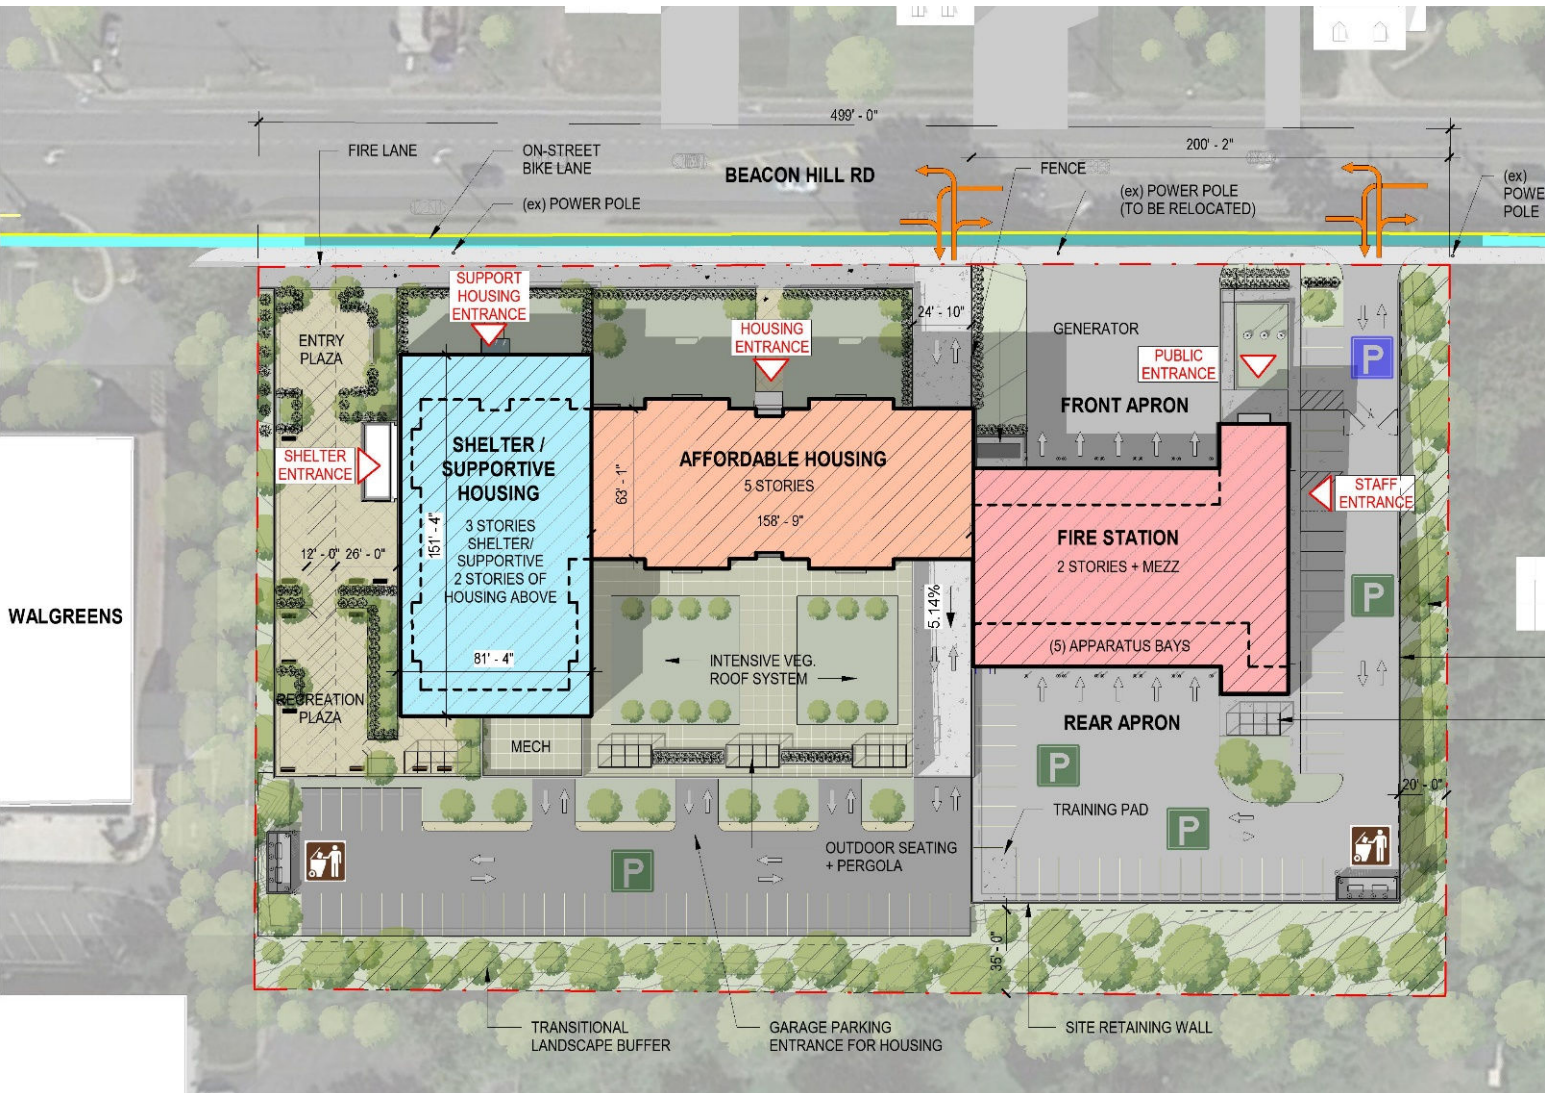 499' - 0"
200' - 2"
FIRE LANE
ON-STREET
BIKE LANE
BEACON HILL RD
FENCE
(ex) POWER POLE
(ex) POWER POLE
(TO BE RELOCATED)
(ex)
POWE
POLE
SUPPORT
HOUSING
ENTRANCE
ENTRY
PLAZA
HOUSING
ENTRANCE
24' - 10"
GENERATOR
PUBLIC
ENTRANCE
P
FRONT APRON
SHELTER
ENTRANCE
SHELTER /
SUPPORTIVE
HOUSING
3 STORIES
SHELTER/
SUPPORTIVE
2 STORIES OF
HOUSING ABOVE
151' - 4"
81' - 4"
AFFORDABLE HOUSING
5 STORIES
63' - 1"
158' - 9"
STAFF
ENTRANCE
FIRE STATION
2 STORIES + MEZZ
(5) APPARATUS BAYS
12' - 0"
26' - 0"
WALGREENS
P
5.14%
INTENSIVE VEG.
ROOF SYSTEM
RECREATION
PLAZA
MECH
REAR APRON
P
20' - 0"
TRAINING PAD
P
OUTDOOR SEATING
+ PERGOLA
P
35' - 0"
TRANSITIONAL
LANDSCAPE BUFFER
GARAGE PARKING
ENTRANCE FOR HOUSING
SITE RETAINING WALL